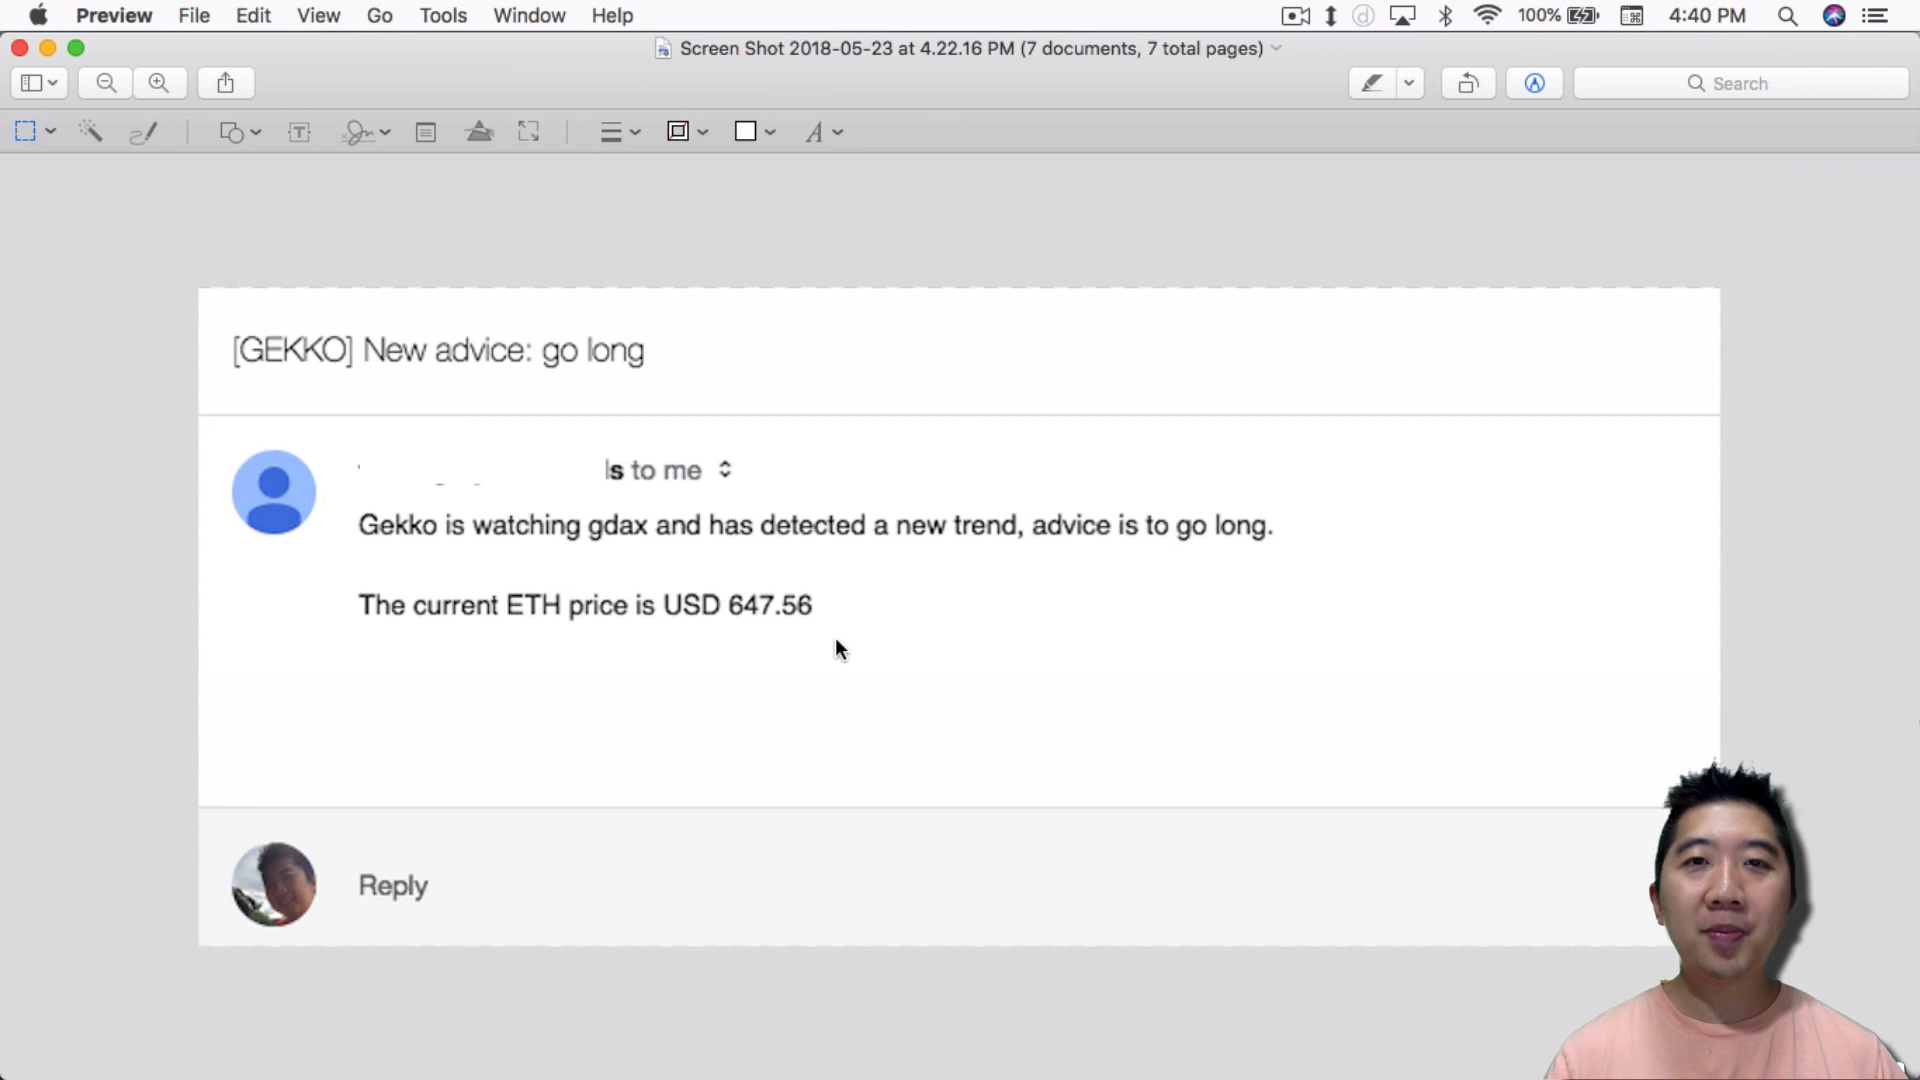 Preview File Edit View Go Tools Window Help 100% 4:40 PM
Screen Shot 2018-05-23 at 4.22.16 PM (7 documents, 7 total pages)
Search
[GEKKO] New advice: go long
to me
Gekko is watching gdax and has detected a new trend, advice is to go long.
The current ETH price is USD 647.56
Reply